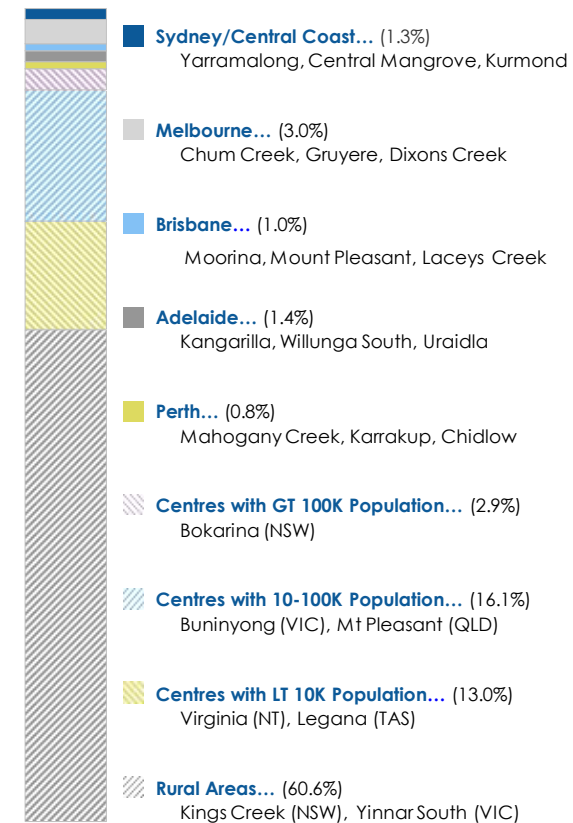 Sydney/Central Coast... (1.3%)
Yarramalong, Central Mangrove, Kurmond
Melbourne... (3.0%)
Chum Creek, Gruyere, Dixons Creek
Brisbane... (1.0%)
Moorina, Mount Pleasant, Laceys Creek
Adelaide... (1.4%)
Kangarilla, Willunga South, Uraidla
Perth... (0.8%)
Mahogany Creek, Karrakup, Chidlow
Centres with GT 100K Population... (2.9%)
Bokarina (NSW)
Centres with 10-100K Population... (16.1%)
Buninyong (VIC), Mt Pleasant (QLD)
Centres with LT 10K Population... (13.0%)
Virginia (NT), Legana (TAS)
Rural Areas... (60.6%)
Kings Creek (NSW), Yinnar South (VIC)